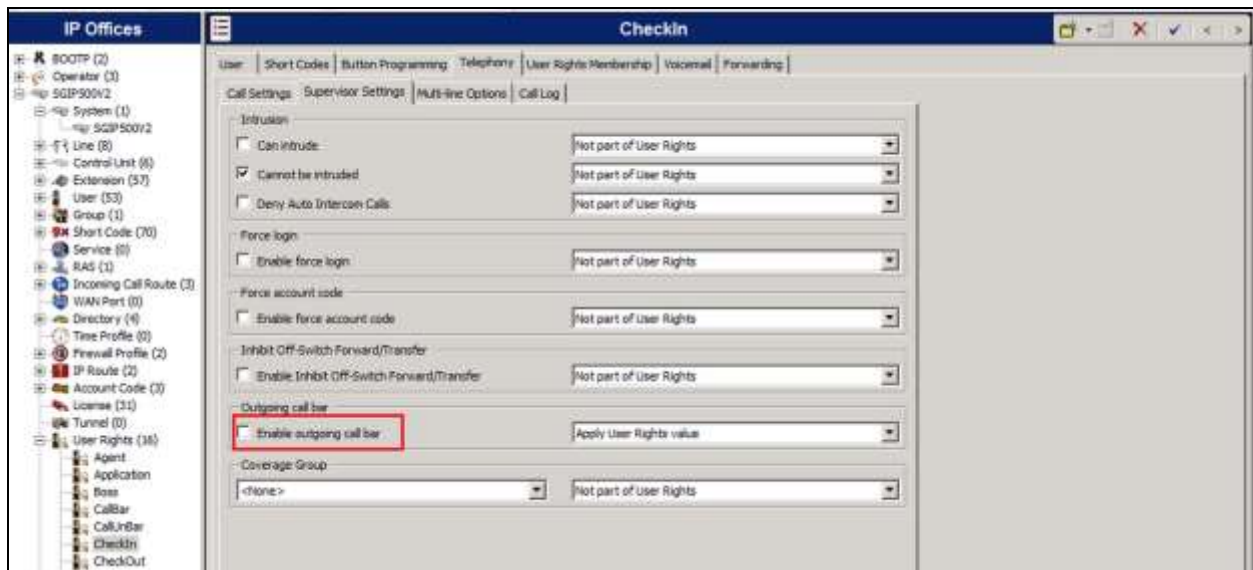 IP Offices
CheckIn
BOOTP (2)
Operator (3)
SGIP500V2
System (1)
SGIP500V2
Line (8)
Control Unit (6)
Extension (57)
User (53)
Group (1)
Short Code (70)
Service (0)
RAS (1)
Incoming Call Route (3)
WAN Port (0)
Directory (4)
Time Profile (0)
Firewall Profile (2)
IP Route (2)
Account Code (3)
License (31)
Tunnel (0)
User Rights (16)
Agent
Application
Boss
CallBar
CallUnBar
CheckIn
CheckOut
User Short Codes Button Programming Telephony User Rights Membership Voicemail Forwarding
Call Settings Supervisor Settings Multi-line Options Call Log
Intrusion
Can intrude Not part of User Rights
Cannot be intruded Not part of User Rights
Deny Auto Intercom Calls Not part of User Rights
Force login
Enable force login Not part of User Rights
Force account code
Enable force account code Not part of User Rights
Inhibit Off-Switch Forward/Transfer
Enable Inhibit Off-Switch Forward/Transfer Not part of User Rights
Outgoing call bar
Enable outgoing call bar Apply User Rights value
Coverage Group
<None> Not part of User Rights